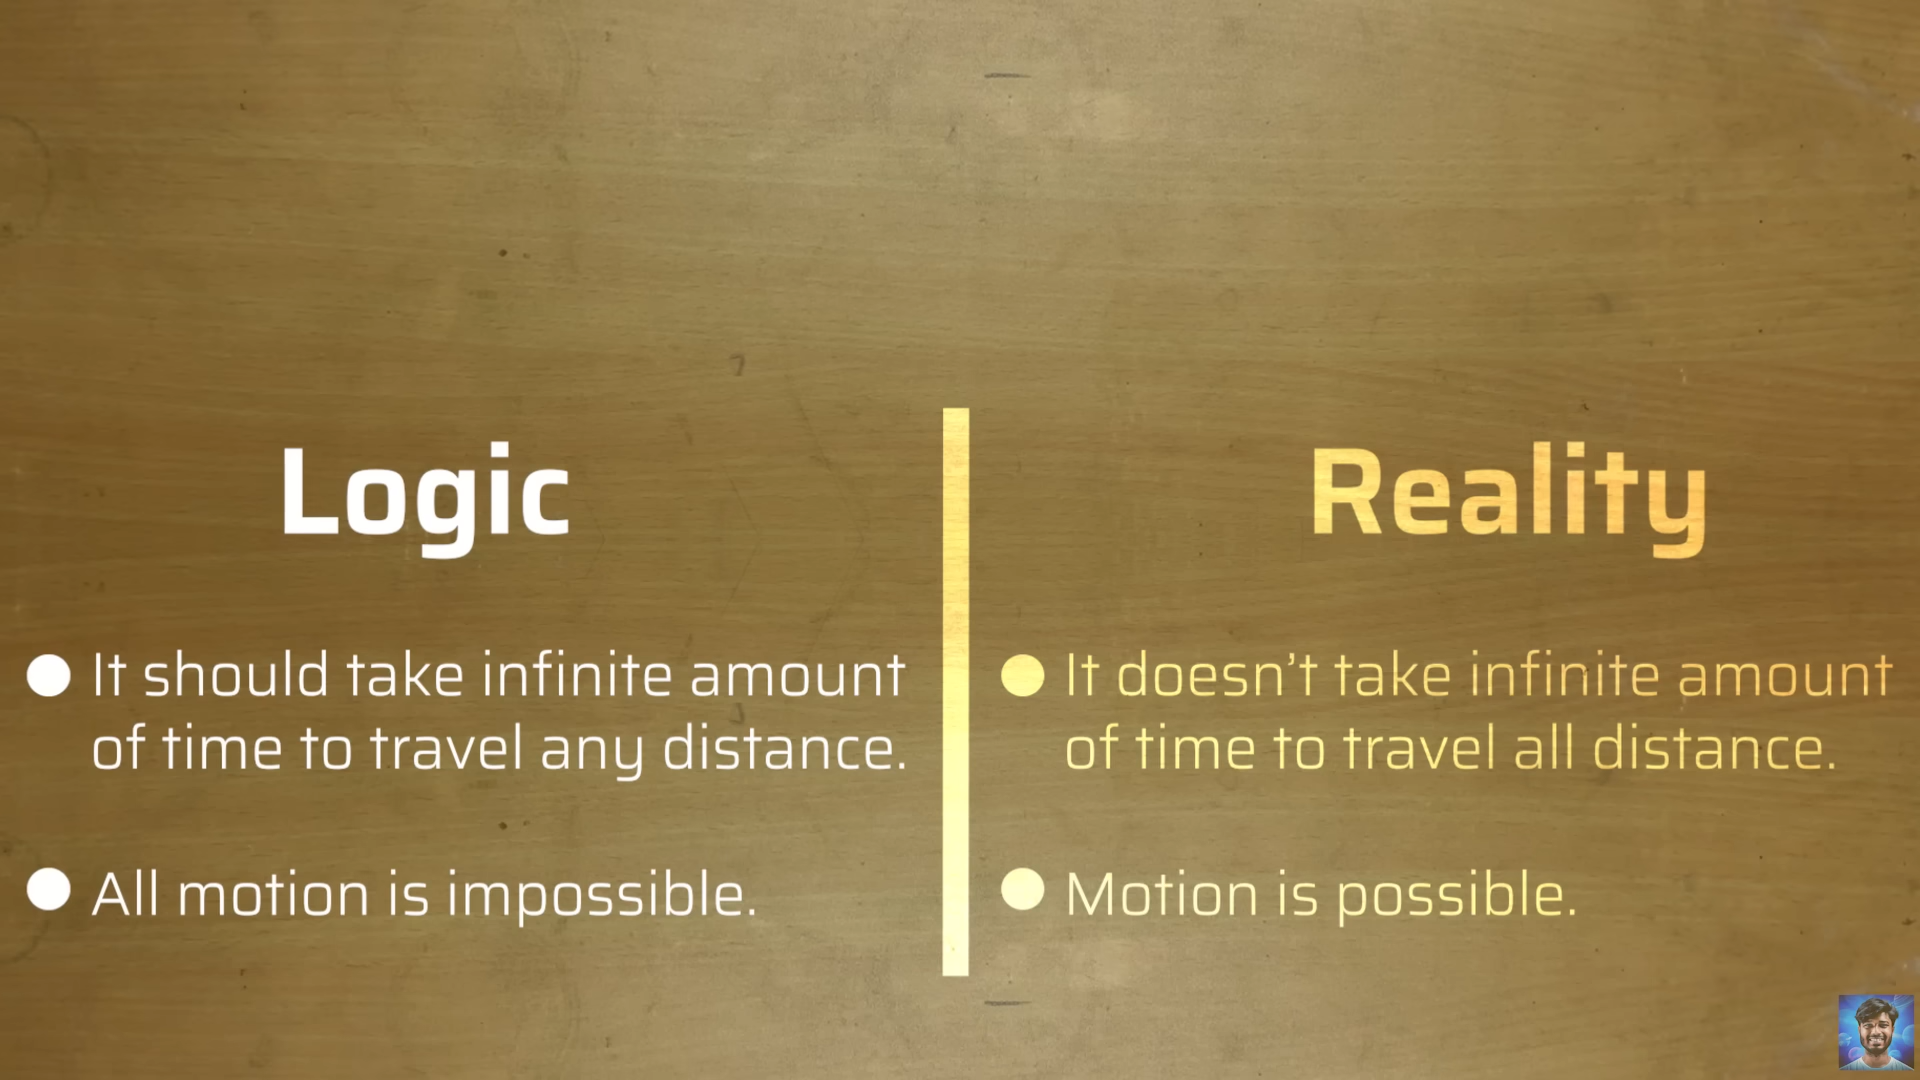 Logic
It should take infinite amount
of time to travel any distance.
All motion is impossible.
Reality
It doesn't take infinite amount
of time to travel all distance.
Motion is possible.